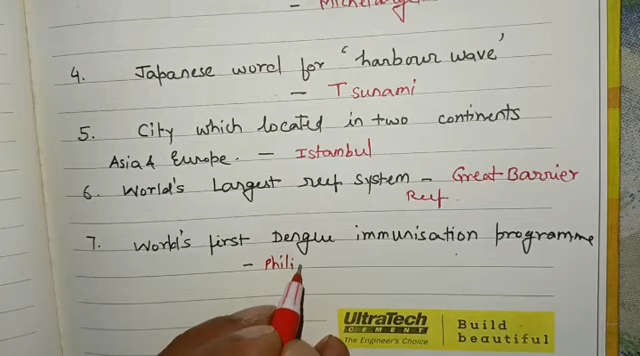 - Michelang
4. Japanese word for 'harbour wave'
- Tsunami
5. City which located in two continents
Asia & Europe. - Istambul
6. World's Largest reef system - Great Barrier
Reef.
7. World's first Dengue immunisation programme
- Phili
UltraTech
CEMENT
The Engineer's Choice
Build
beautiful